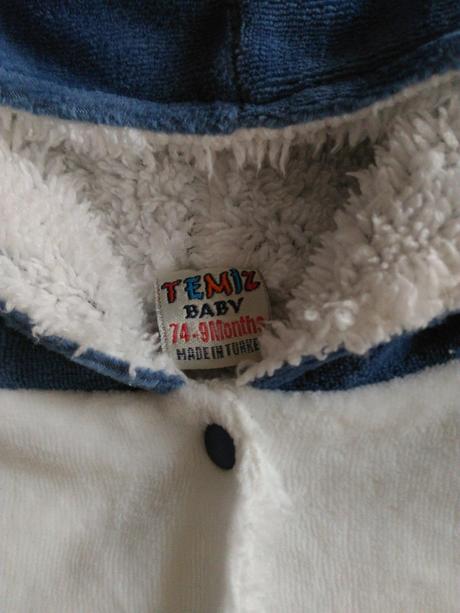 TEMiZ
BABY
74-9Months
MADE IN TURKE